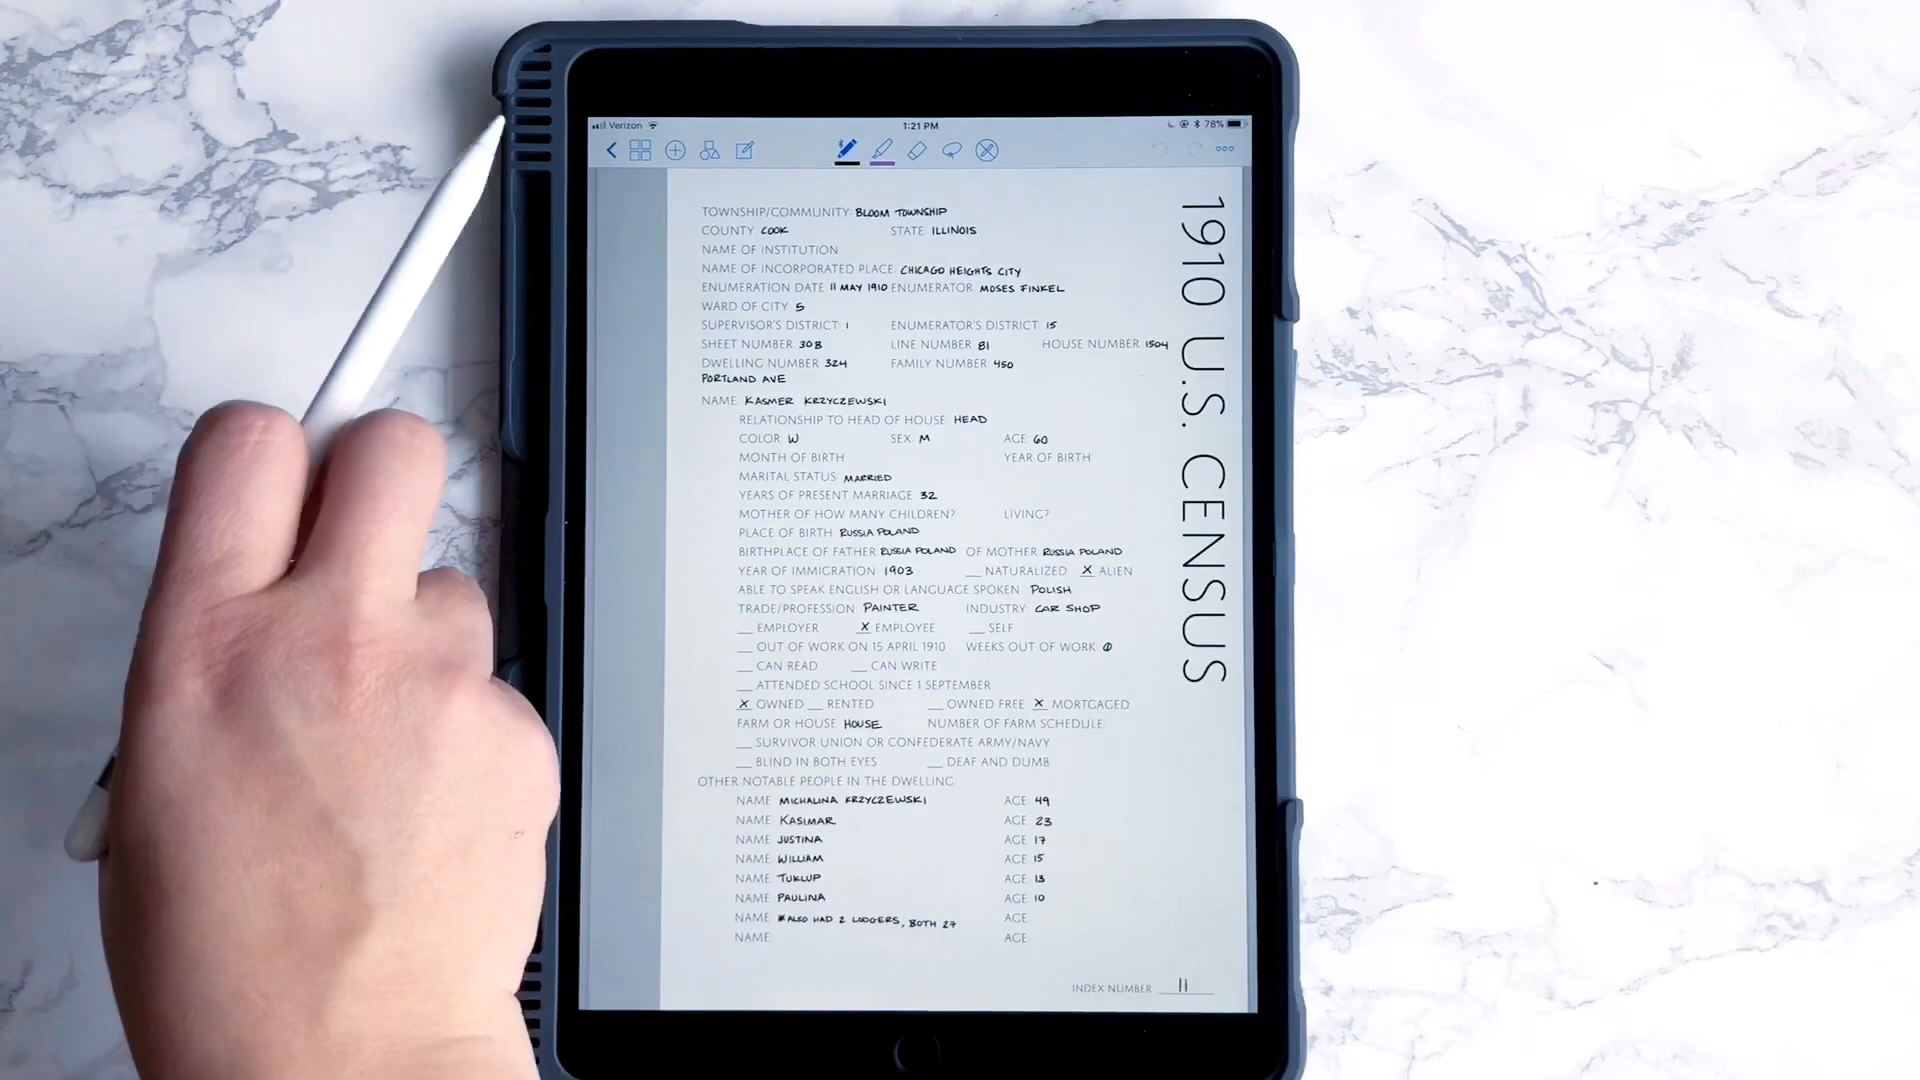 Verizon 1:21 PM 78%
TOWNSHIP/COMMUNITY: BLOOM TOWNSHIP
COUNTY COOK STATE ILLINOIS
NAME OF INSTITUTION
NAME OF INCORPORATED PLACE CHICAGO HEIGHTS CITY
ENUMERATION DATE 11 MAY 1910 ENUMERATOR MOSES FINKEL
WARD OF CITY 5
SUPERVISOR'S DISTRICT: 1 ENUMERATOR'S DISTRICT 15
SHEET NUMBER 30B LINE NUMBER 81 HOUSE NUMBER 1504
DWELLING NUMBER 324 FAMILY NUMBER 450
PORTLAND AVE
NAME KASMER KRZYCZEWSKI
RELATIONSHIP TO HEAD OF HOUSE HEAD
COLOR W SEX M AGE 60
MONTH OF BIRTH YEAR OF BIRTH
MARITAL STATUS MARRIED
YEARS OF PRESENT MARRIAGE 32
MOTHER OF HOW MANY CHILDREN? LIVING?
PLACE OF BIRTH RUSSIA POLAND
BIRTHPLACE OF FATHER RUSSIA POLAND OF MOTHER RUSSIA POLAND
YEAR OF IMMIGRATION 1903 __ NATURALIZED X ALIEN
ABLE TO SPEAK ENGLISH OR LANGUAGE SPOKEN POLISH
TRADE/PROFESSION PAINTER INDUSTRY CAR SHOP
__ EMPLOYER X EMPLOYEE __ SELF
__ OUT OF WORK ON 15 APRIL 1910 WEEKS OUT OF WORK 0
__ CAN READ __ CAN WRITE
__ ATTENDED SCHOOL SINCE 1 SEPTEMBER
X OWNED __ RENTED __ OWNED FREE X MORTGAGED
FARM OR HOUSE HOUSE NUMBER OF FARM SCHEDULE
__ SURVIVOR UNION OR CONFEDERATE ARMY/NAVY
__ BLIND IN BOTH EYES __ DEAF AND DUMB
OTHER NOTABLE PEOPLE IN THE DWELLING
NAME MICHALINA KRZYCZEWSKI AGE 49
NAME KASIMAR AGE 23
NAME JUSTINA AGE 17
NAME WILLIAM AGE 15
NAME TUKLUP AGE 13
NAME PAULINA AGE 10
NAME *ALSO HAD 2 LODGERS, BOTH 27 AGE
NAME AGE
INDEX NUMBER 11
1910 U.S. CENSUS